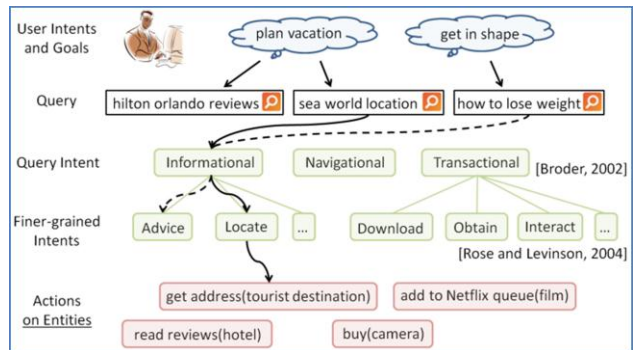 User Intents and Goals
plan vacation
get in shape
Query
hilton orlando reviews
sea world location
how to lose weight
Query Intent
Informational
Navigational
Transactional
[Broder, 2002]
Finer-grained Intents
Advice
Locate
...
Download
Obtain
Interact
...
[Rose and Levinson, 2004]
Actions on Entities
get address(tourist destination)
add to Netflix queue(film)
read reviews(hotel)
buy(camera)